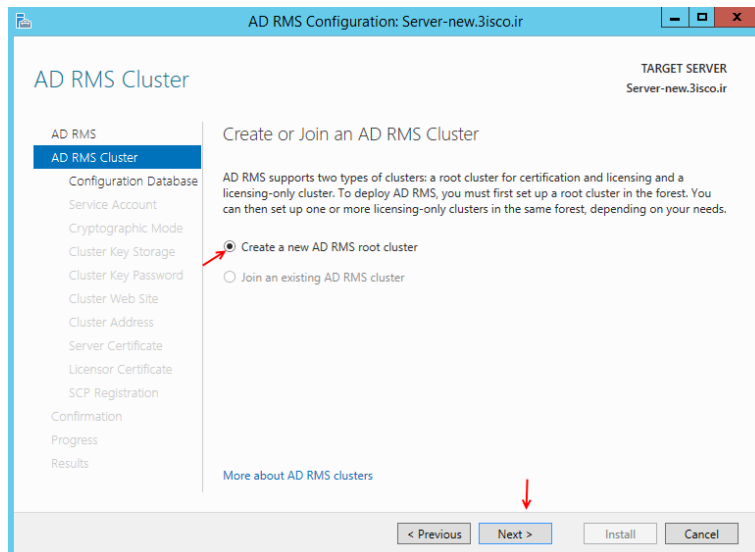 AD RMS Configuration: Server-new.3isco.ir
AD RMS Cluster
TARGET SERVER
Server-new.3isco.ir
AD RMS
AD RMS Cluster
Configuration Database
Service Account
Cryptographic Mode
Cluster Key Storage
Cluster Key Password
Cluster Web Site
Cluster Address
Server Certificate
Licensor Certificate
SCP Registration
Confirmation
Progress
Results
Create or Join an AD RMS Cluster
AD RMS supports two types of clusters: a root cluster for certification and licensing and a
licensing-only cluster. To deploy AD RMS, you must first set up a root cluster in the forest. You
can then set up one or more licensing-only clusters in the same forest, depending on your needs.
Create a new AD RMS root cluster
Join an existing AD RMS cluster
More about AD RMS clusters
< Previous
Next >
Install
Cancel